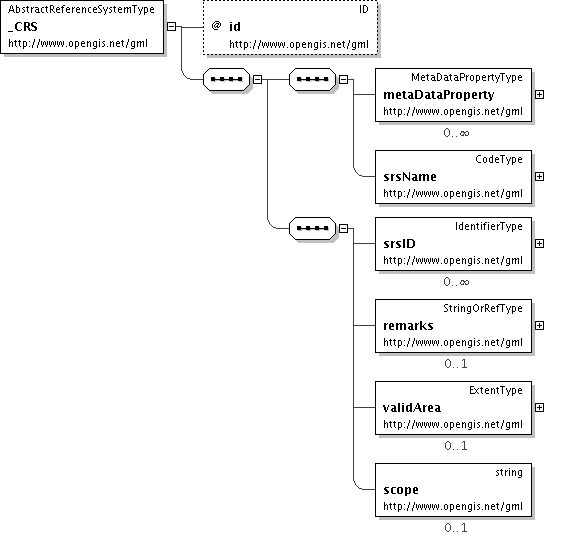 AbstractReferenceSystemType
_CRS
http://www.opengis.net/gml
ID
@ id
http://www.opengis.net/gml
MetaDataPropertyType
metaDataProperty
http://www.opengis.net/gml
0..∞
CodeType
srsName
http://www.opengis.net/gml
IdentifierType
srsID
http://www.opengis.net/gml
0..∞
StringOrRefType
remarks
http://www.opengis.net/gml
0..1
ExtentType
validArea
http://www.opengis.net/gml
0..1
string
scope
http://www.opengis.net/gml
0..1